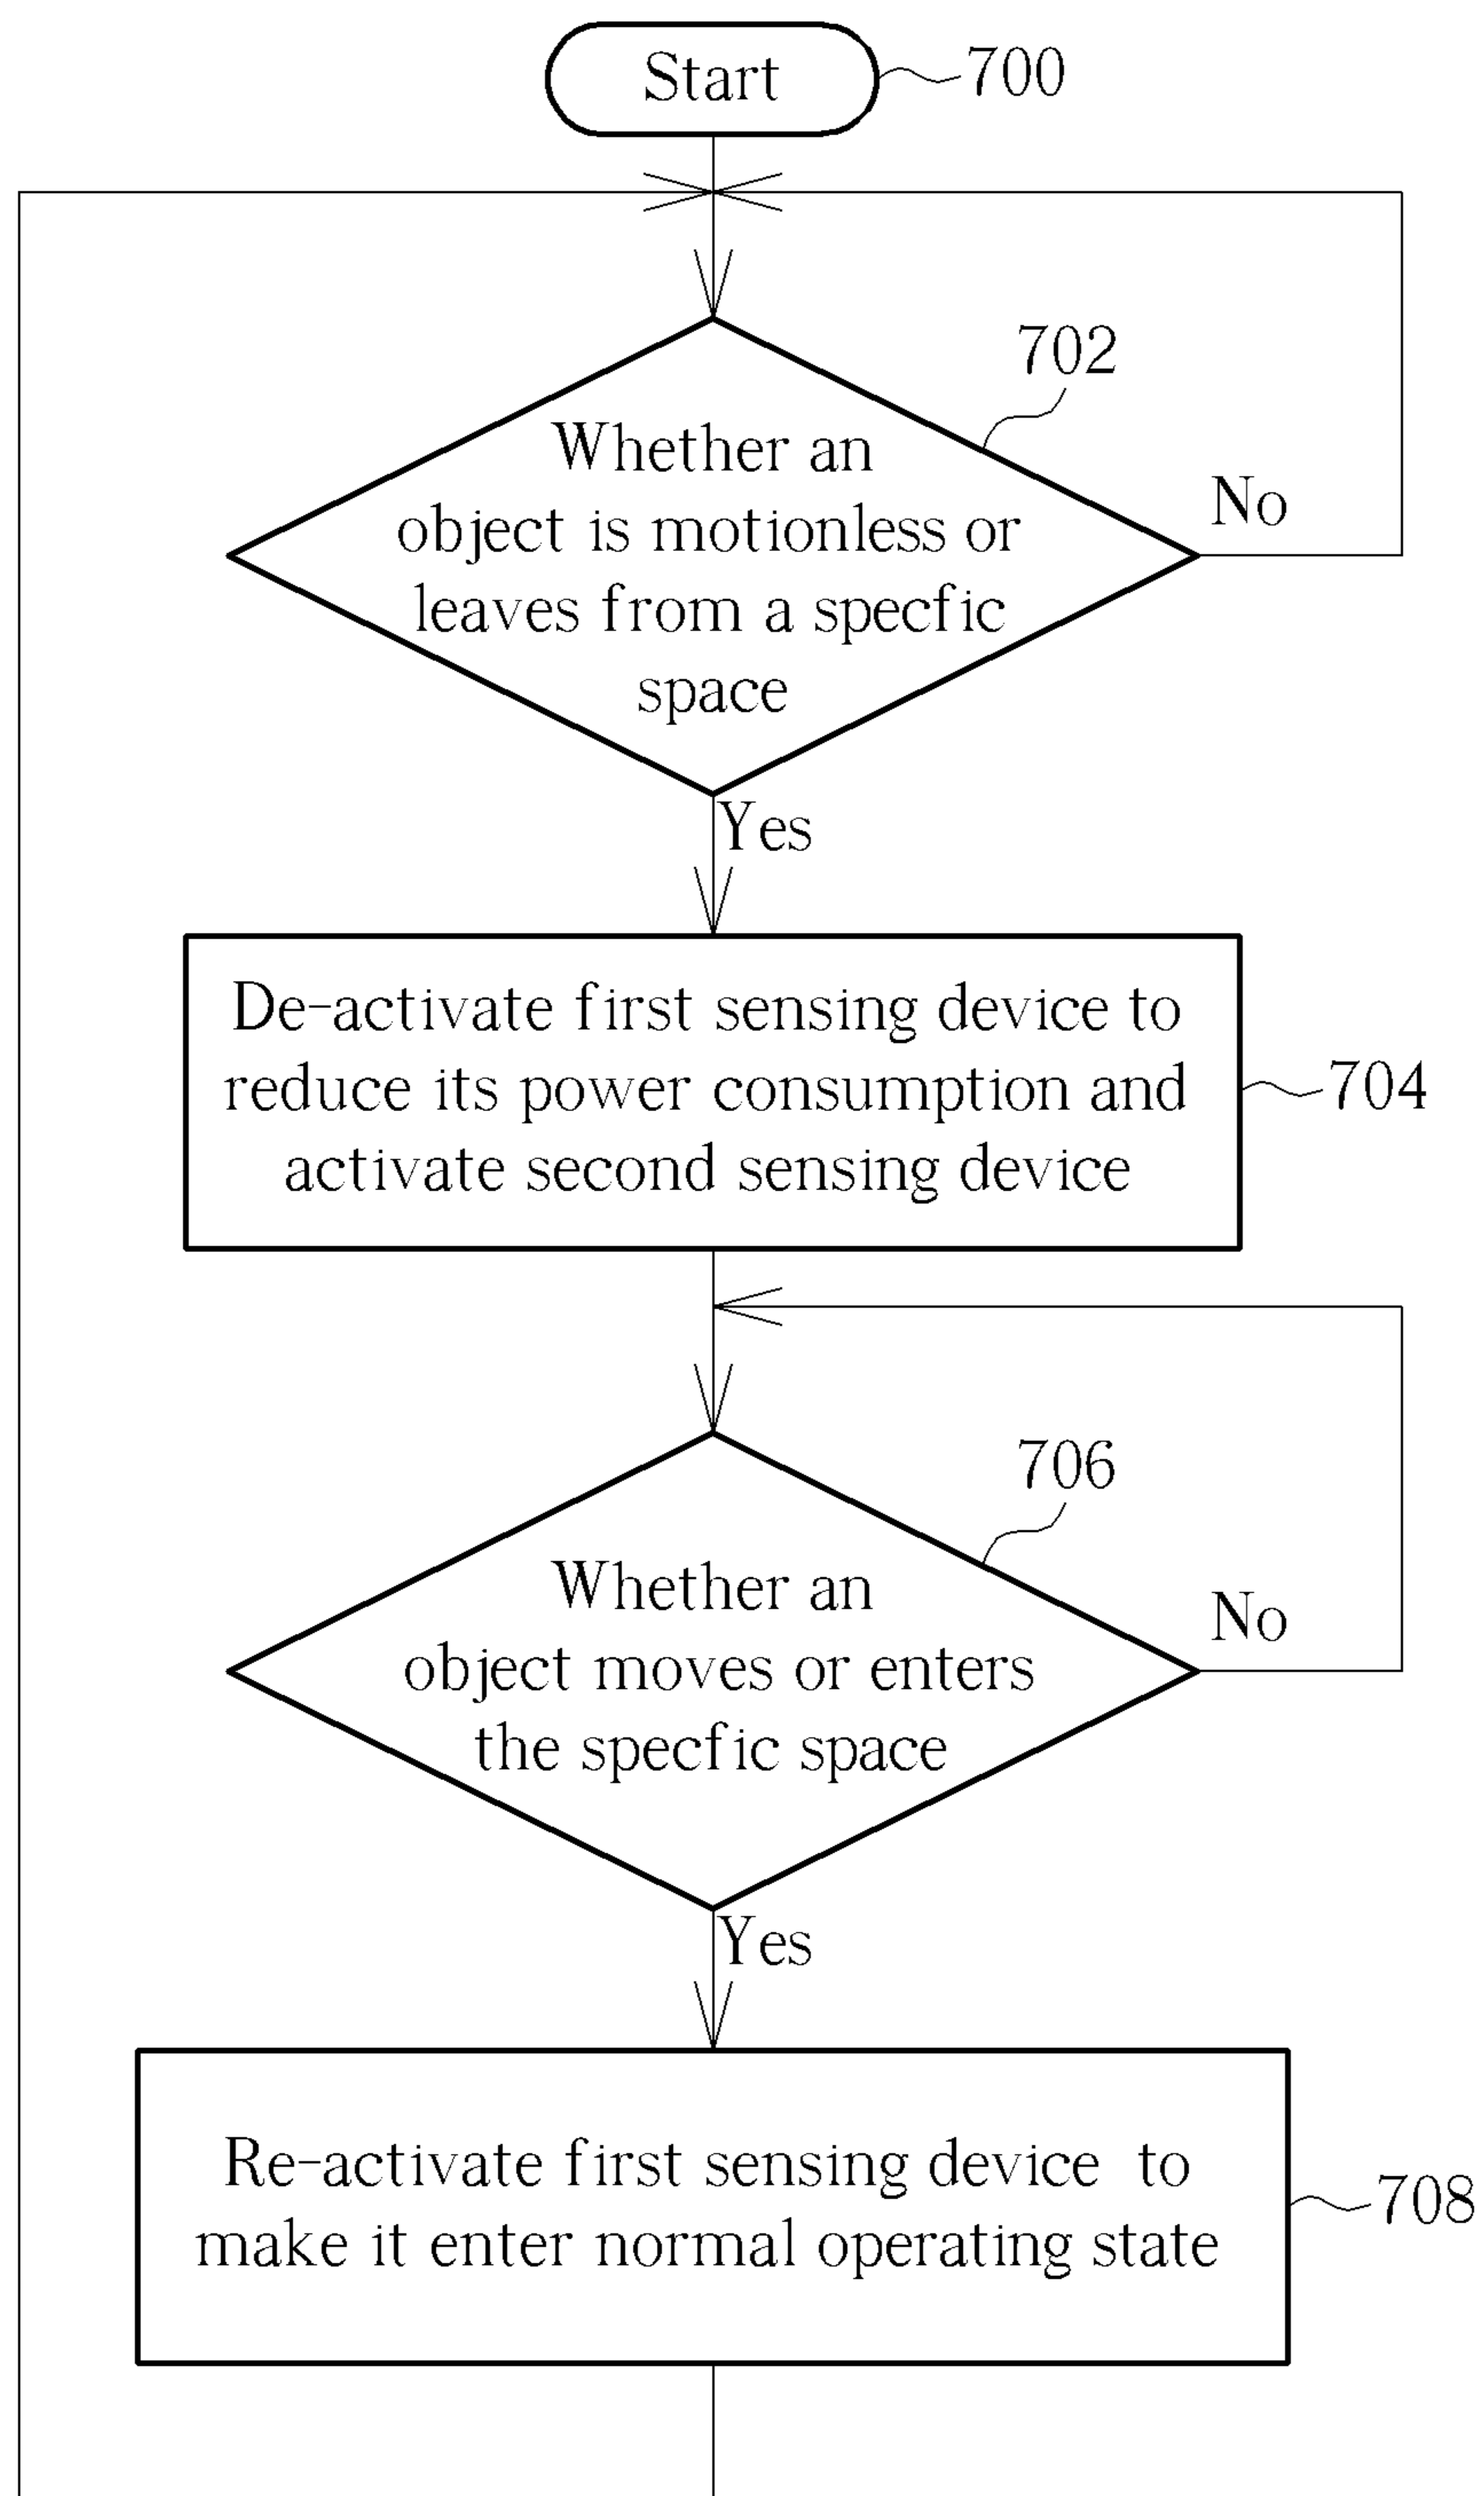 Start
700
702
Whether an
object is motionless or
leaves from a specfic
space
No
Yes
De-activate first sensing device to
reduce its power consumption and
activate second sensing device
704
706
Whether an
object moves or enters
the specfic space
No
Yes
Re-activate first sensing device to
make it enter normal operating state
708